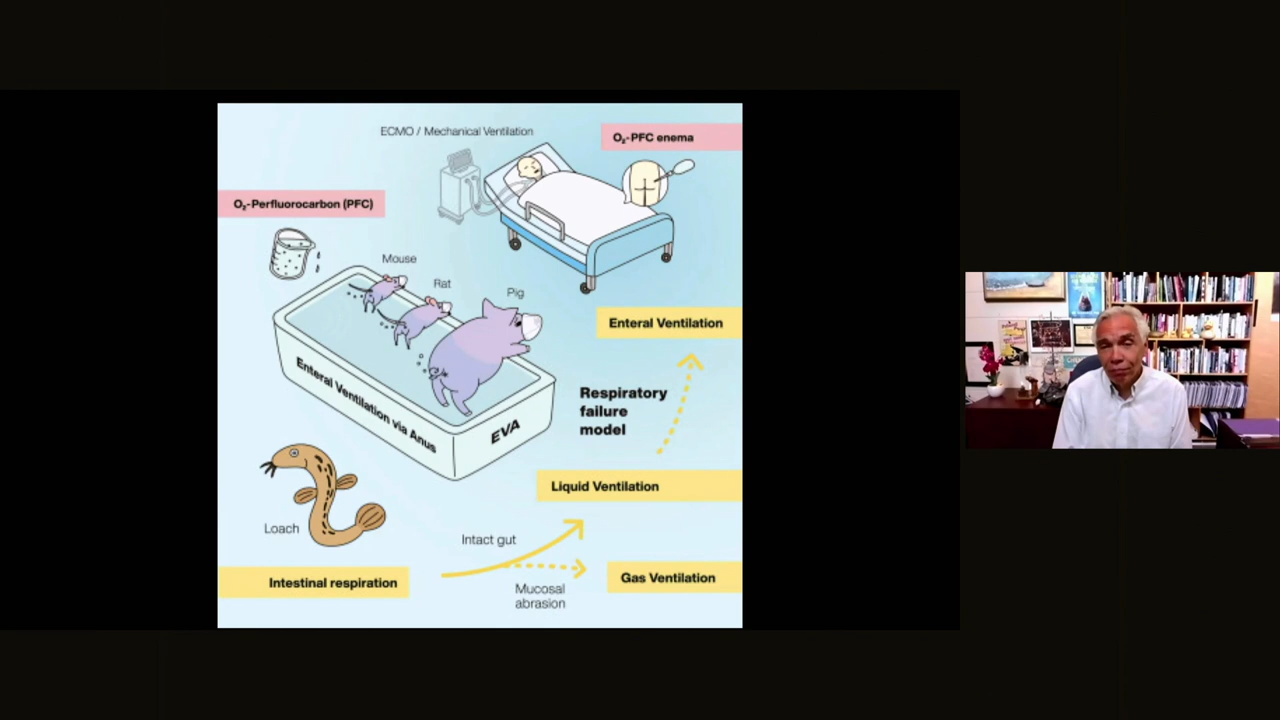 ECMO / Mechanical Ventilation
O₂-PFC enema
O₂-Perfluorocarbon (PFC)
Mouse
Rat
Pig
Enteral Ventilation
Enteral Ventilation via Anus
EVA
Respiratory
failure
model
Liquid Ventilation
Loach
Intact gut
Intestinal respiration
Gas Ventilation
Mucosal
abrasion